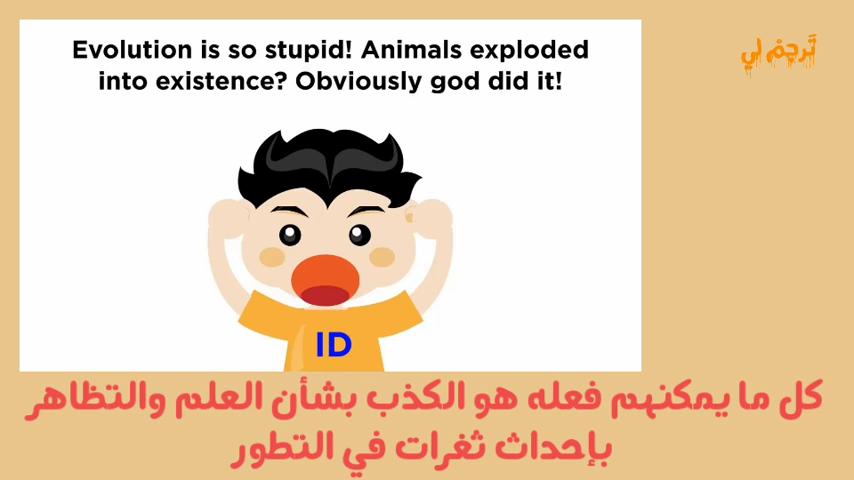 Evolution is so stupid! Animals exploded
into existence? Obviously god did it!
تَرجِمْ لي
ID
كل ما يمكنهم فعله هو الكذب بشأن العلم والتظاهر
بإحداث ثغرات في التطور